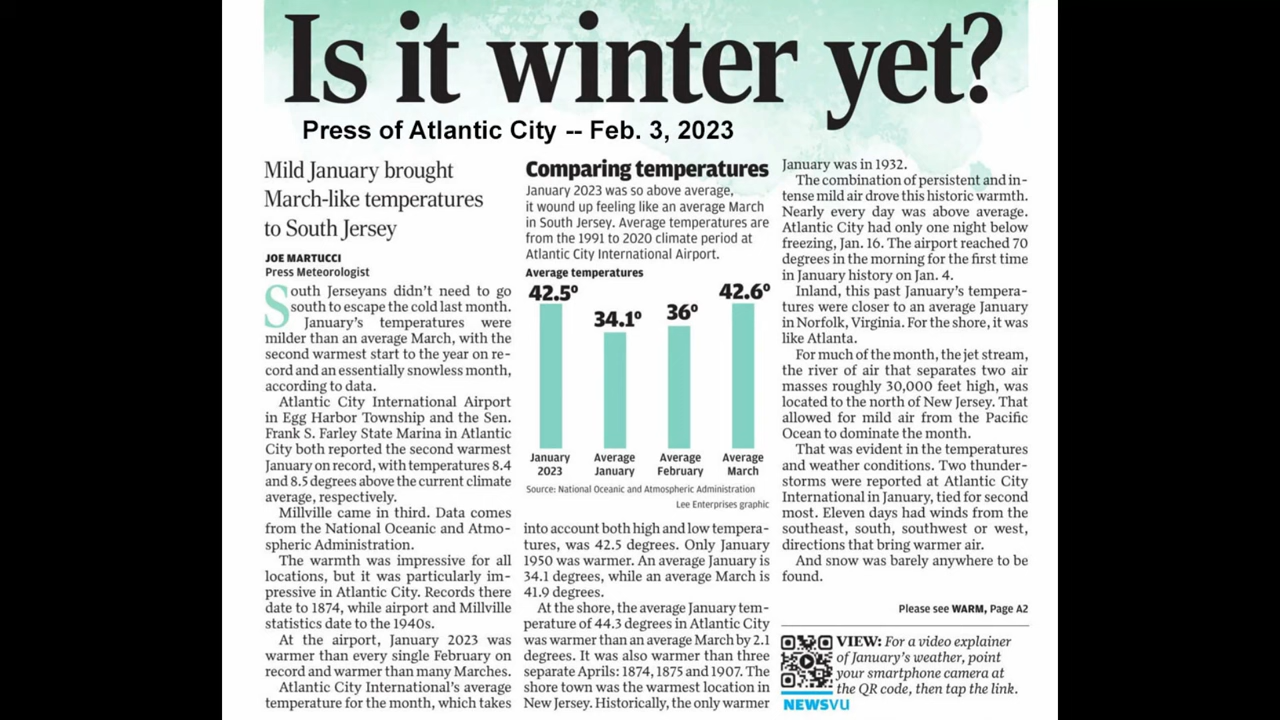 Is it winter yet?
Press of Atlantic City -- Feb. 3, 2023
Mild January brought
March-like temperatures
to South Jersey
JOE MARTUCCI
Press Meteorologist
South Jerseyans didn't need to go
south to escape the cold last month.
January's temperatures were
milder than an average March, with the
second warmest start to the year on re-
cord and an essentially snowless month,
according to data.
Atlantic City International Airport
in Egg Harbor Township and the Sen.
Frank S. Farley State Marina in Atlantic
City both reported the second warmest
January on record, with temperatures 8.4
and 8.5 degrees above the current climate
average, respectively.
Millville came in third. Data comes
from the National Oceanic and Atmo-
spheric Administration.
The warmth was impressive for all
locations, but it was particularly im-
pressive in Atlantic City. Records there
date to 1874, while airport and Millville
statistics date to the 1940s.
At the airport, January 2023 was
warmer than every single February on
record and warmer than many Marches.
Atlantic City International's average
temperature for the month, which takes
Comparing temperatures
January 2023 was so above average,
it wound up feeling like an average March
in South Jersey. Average temperatures are
from the 1991 to 2020 climate period at
Atlantic City International Airport.
Average temperatures
42.5º
34.1º
36º
42.6º
January
2023
Average
January
Average
February
Average
March
Source: National Oceanic and Atmospheric Administration
Lee Enterprises graphic
into account both high and low tempera-
tures, was 42.5 degrees. Only January
1950 was warmer. An average January is
34.1 degrees, while an average March is
41.9 degrees.
At the shore, the average January tem-
perature of 44.3 degrees in Atlantic City
was warmer than an average March by 2.1
degrees. It was also warmer than three
separate Aprils: 1874, 1875 and 1907. The
shore town was the warmest location in
New Jersey. Historically, the only warmer
January was in 1932.
The combination of persistent and in-
tense mild air drove this historic warmth.
Nearly every day was above average.
Atlantic City had only one night below
freezing, Jan. 16. The airport reached 70
degrees in the morning for the first time
in January history on Jan. 4.
Inland, this past January's tempera-
tures were closer to an average January
in Norfolk, Virginia. For the shore, it was
like Atlanta.
For much of the month, the jet stream,
the river of air that separates two air
masses roughly 30,000 feet high, was
located to the north of New Jersey. That
allowed for mild air from the Pacific
Ocean to dominate the month.
That was evident in the temperatures
and weather conditions. Two thunder-
storms were reported at Atlantic City
International in January, tied for second
most. Eleven days had winds from the
southeast, south, southwest or west,
directions that bring warmer air.
And snow was barely anywhere to be
found.
Please see WARM, Page A2
VIEW: For a video explainer
of January's weather, point
your smartphone camera at
the QR code, then tap the link.
NEWSVU